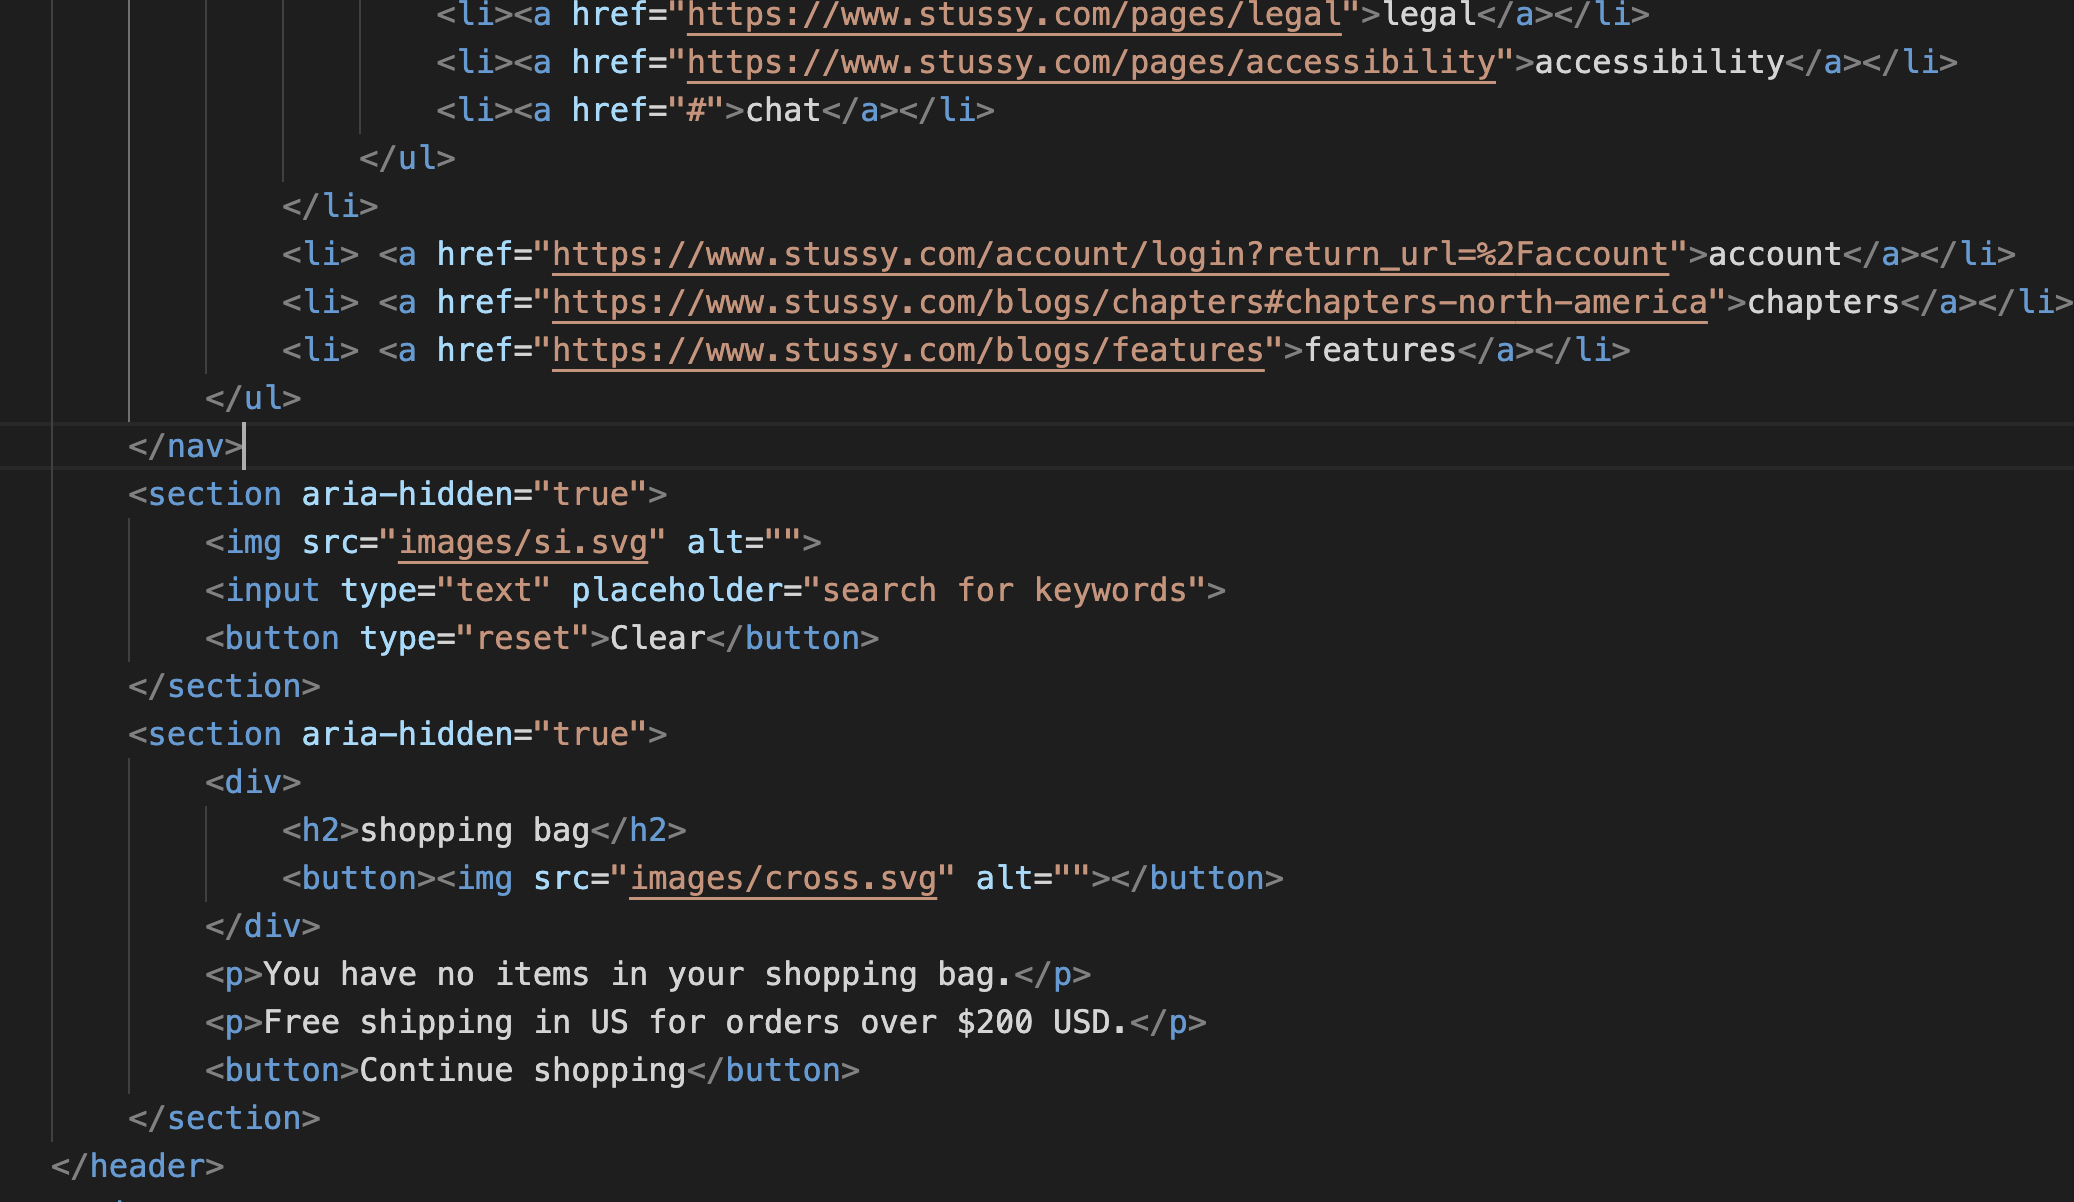 <li><a href="https://www.stussy.com/pages/legal">legal</a></li>
<li><a href="https://www.stussy.com/pages/accessibility">accessibility</a></li>
<li><a href="#">chat</a></li>
</ul>
</li>
<li> <a href="https://www.stussy.com/account/login?return_url=%2Faccount">account</a></li>
<li> <a href="https://www.stussy.com/blogs/chapters#chapters-north-america">chapters</a></li>
<li> <a href="https://www.stussy.com/blogs/features">features</a></li>
</ul>
</nav>
<section aria-hidden="true">
<img src="images/si.svg" alt="">
<input type="text" placeholder="search for keywords">
<button type="reset">Clear</button>
</section>
<section aria-hidden="true">
<div>
<h2>shopping bag</h2>
<button><img src="images/cross.svg" alt=""></button>
</div>
<p>You have no items in your shopping bag.</p>
<p>Free shipping in US for orders over $200 USD.</p>
<button>Continue shopping</button>
</section>
</header>